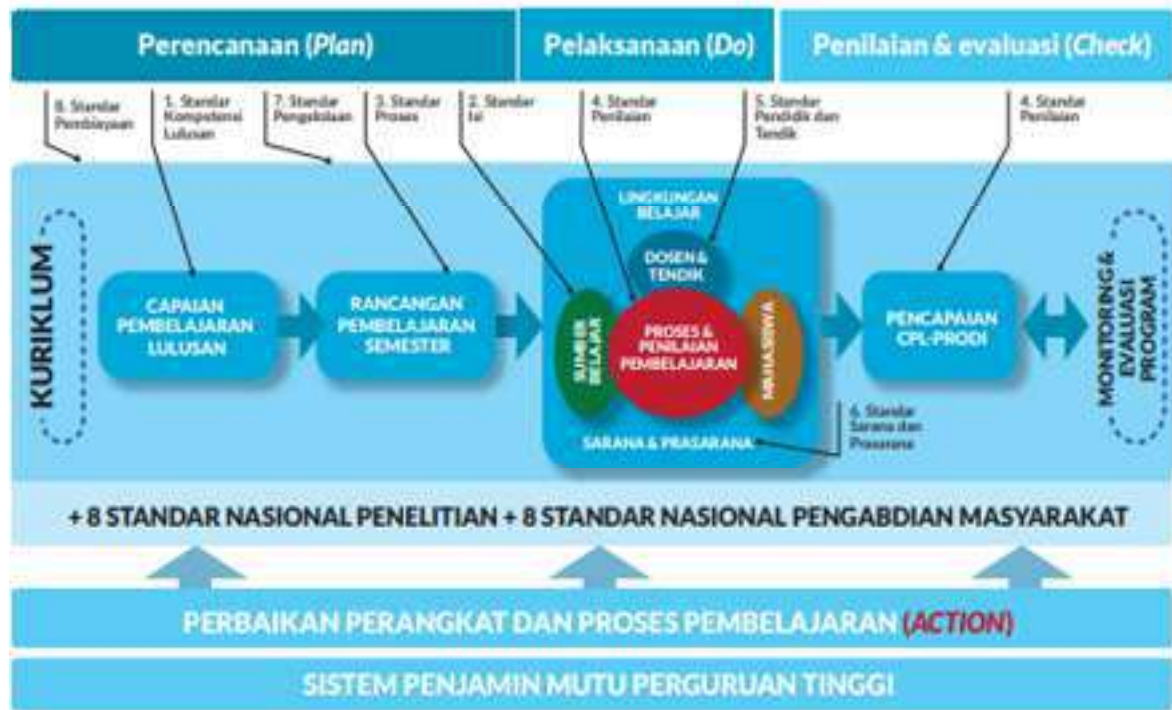 Perencanaan (Plan)
Pelaksanaan (Do)
Penilaian & evaluasi (Check)
8. Standar
Pembiayaan
1. Standar
Kompetensi
Lulusan
7. Standar
Pengelolaan
3. Standar
Proses
2. Standar
Isi
4. Standar
Penilaian
5. Standar
Pendidik dan
Tendik
4. Standar
Penilaian
KURIKULUM
CAPAIAN
PEMBELAJARAN
LULUSAN
RANCANGAN
PEMBELAJARAN
SEMESTER
LINGKUNGAN
BELAJAR
DOSEN &
TENDIK
SUMBER
BELAJAR
PROSES &
PENILAIAN
PEMBELAJARAN
MAHASISWA
SARANA & PRASARANA
6. Standar
Sarana dan
Prasarana
PENCAPAIAN
CPL-PRODI
MONITORING &
EVALUASI
PROGRAM
+ 8 STANDAR NASIONAL PENELITIAN + 8 STANDAR NASIONAL PENGABDIAN MASYARAKAT
PERBAIKAN PERANGKAT DAN PROSES PEMBELAJARAN (ACTION)
SISTEM PENJAMIN MUTU PERGURUAN TINGGI